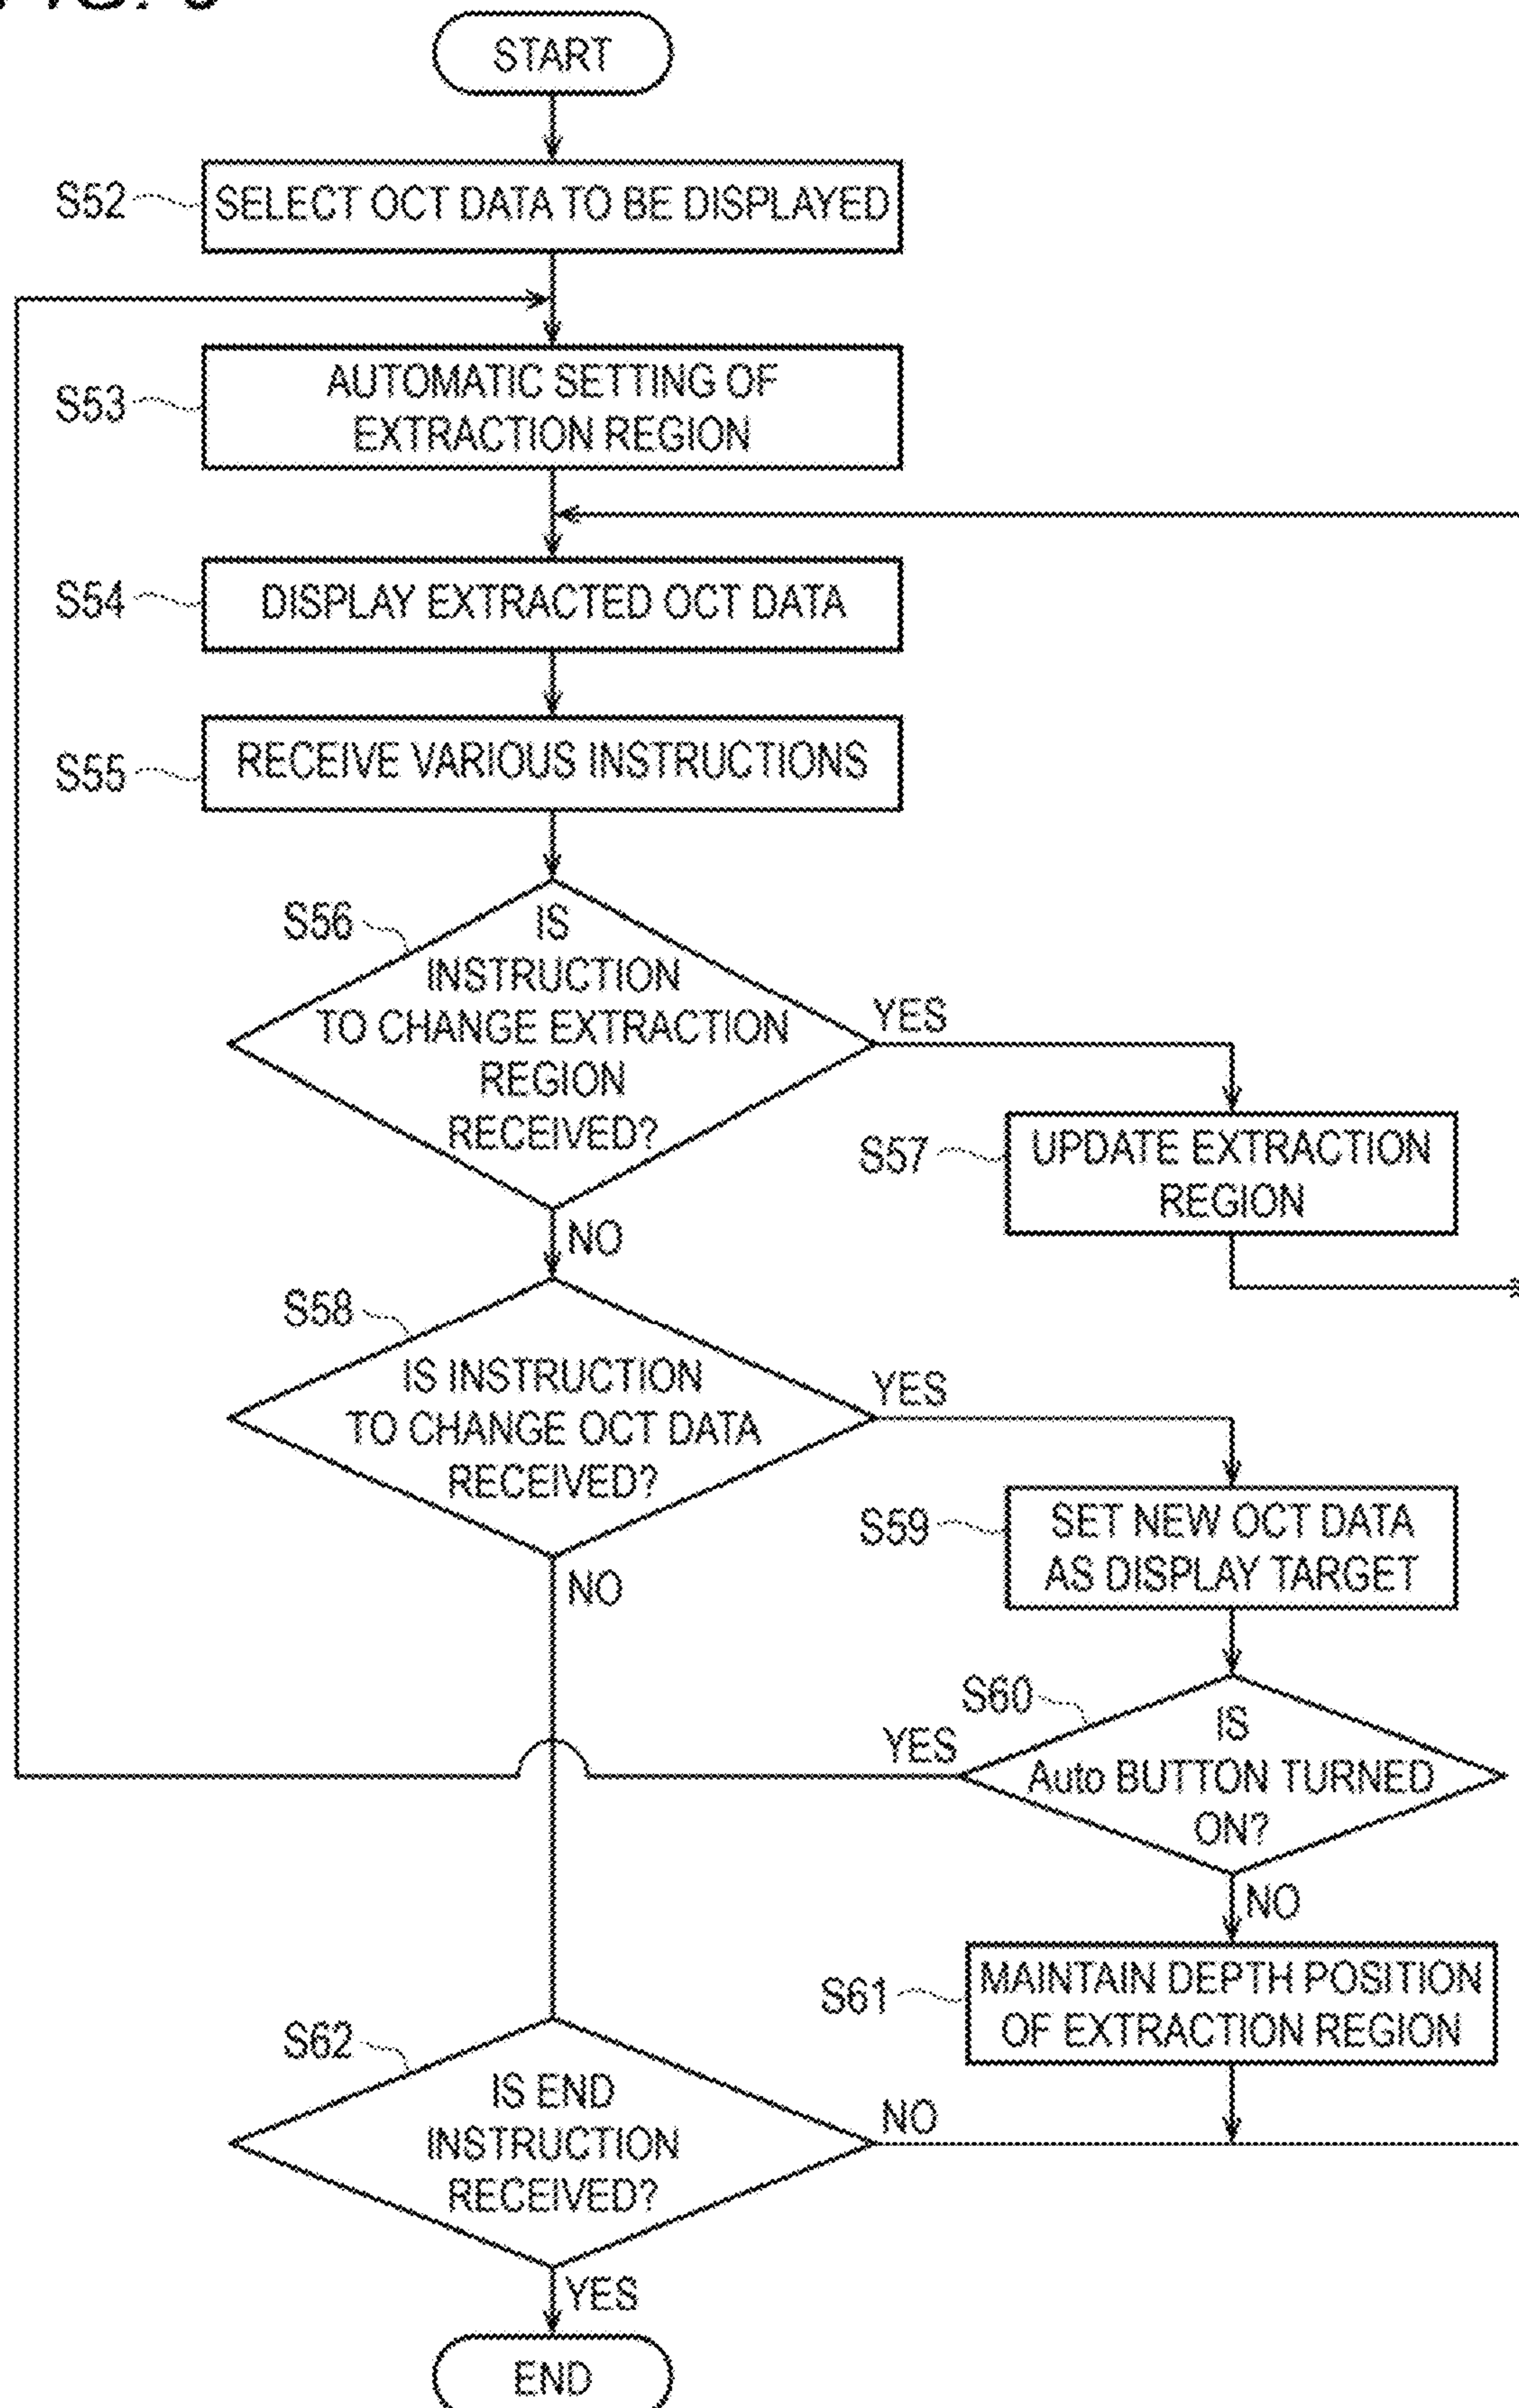 START
S52
SELECT OCT DATA TO BE DISPLAYED
S53
AUTOMATIC SETTING OF
EXTRACTION REGION
S54
DISPLAY EXTRACTED OCT DATA
S55
RECEIVE VARIOUS INSTRUCTIONS
S56
IS
INSTRUCTION
TO CHANGE EXTRACTION
REGION
RECEIVED?
YES
S57
UPDATE EXTRACTION
REGION
NO
S58
IS INSTRUCTION
TO CHANGE OCT DATA
RECEIVED?
YES
S59
SET NEW OCT DATA
AS DISPLAY TARGET
NO
S60
IS
Auto BUTTON TURNED
ON?
YES
NO
S61
MAINTAIN DEPTH POSITION
OF EXTRACTION REGION
S62
IS END
INSTRUCTION
RECEIVED?
NO
YES
END